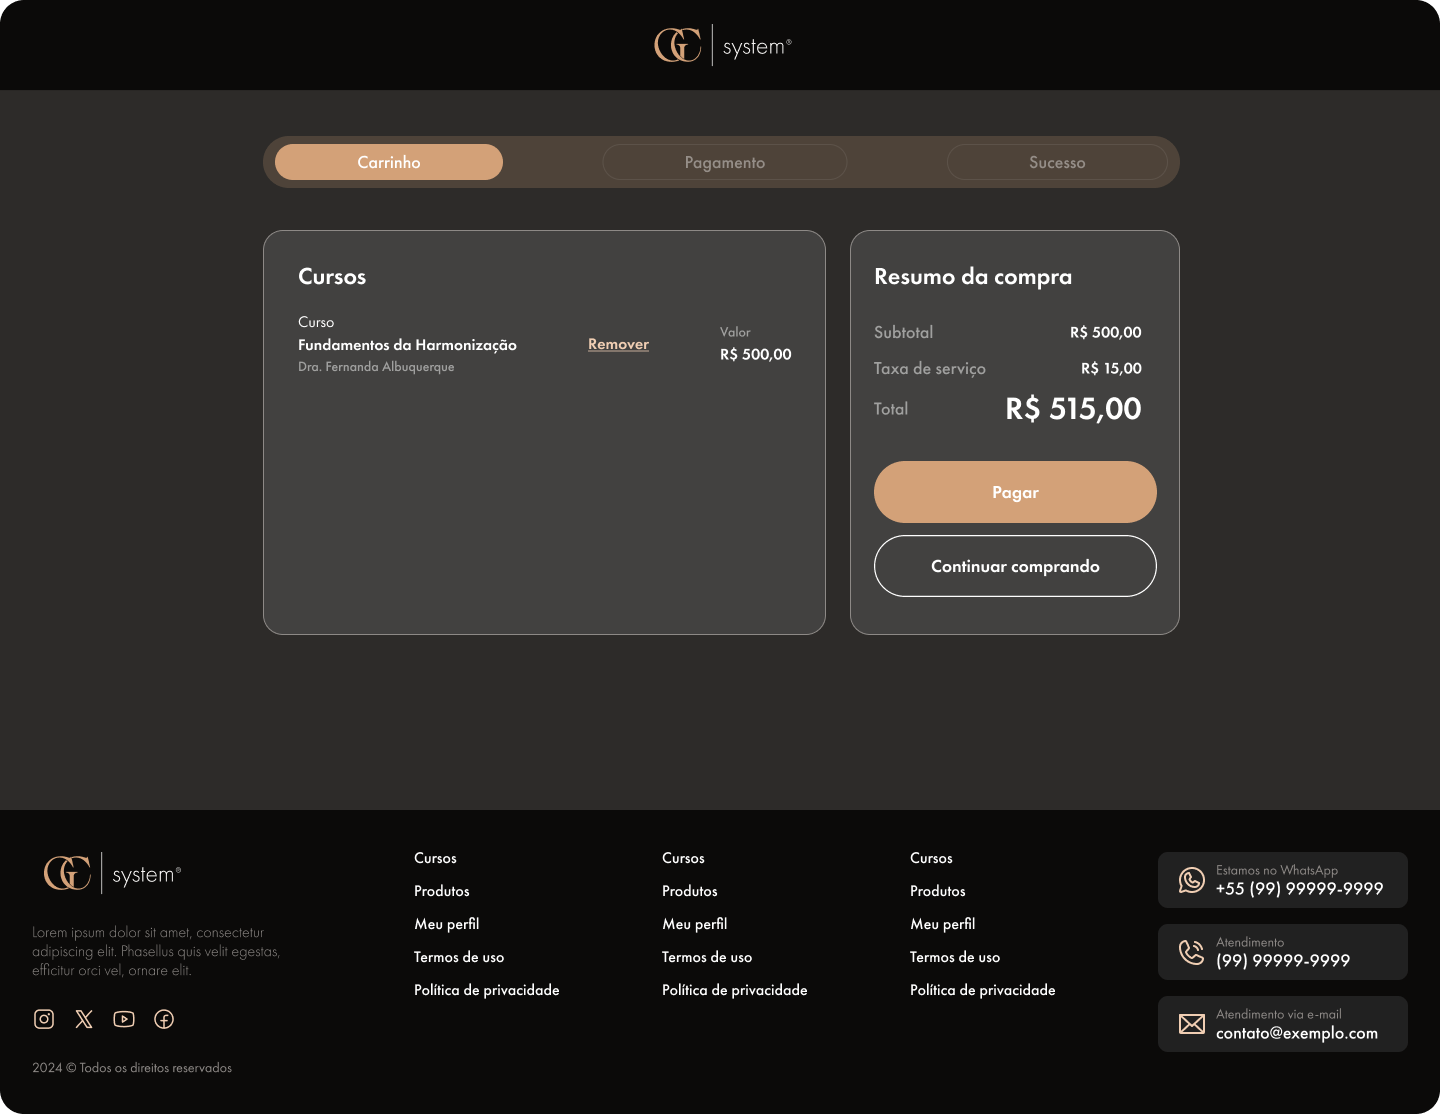 GC system®
Carrinho
Pagamento
Sucesso
Cursos
Curso
Fundamentos da Harmonização
Dra. Fernanda Albuquerque
Remover
Valor
R$ 500,00
Resumo da compra
Subtotal R$ 500,00
Taxa de serviço R$ 15,00
Total R$ 515,00
Pagar
Continuar comprando
GC system®
Lorem ipsum dolor sit amet, consectetur
adipiscing elit. Phasellus quis velit egestas,
efficitur orci vel, ornare elit.
2024 © Todos os direitos reservados
Cursos
Produtos
Meu perfil
Termos de uso
Política de privacidade
Cursos
Produtos
Meu perfil
Termos de uso
Política de privacidade
Cursos
Produtos
Meu perfil
Termos de uso
Política de privacidade
Estamos no WhatsApp
+55 (99) 99999-9999
Atendimento
(99) 99999-9999
Atendimento via e-mail
contato@exemplo.com